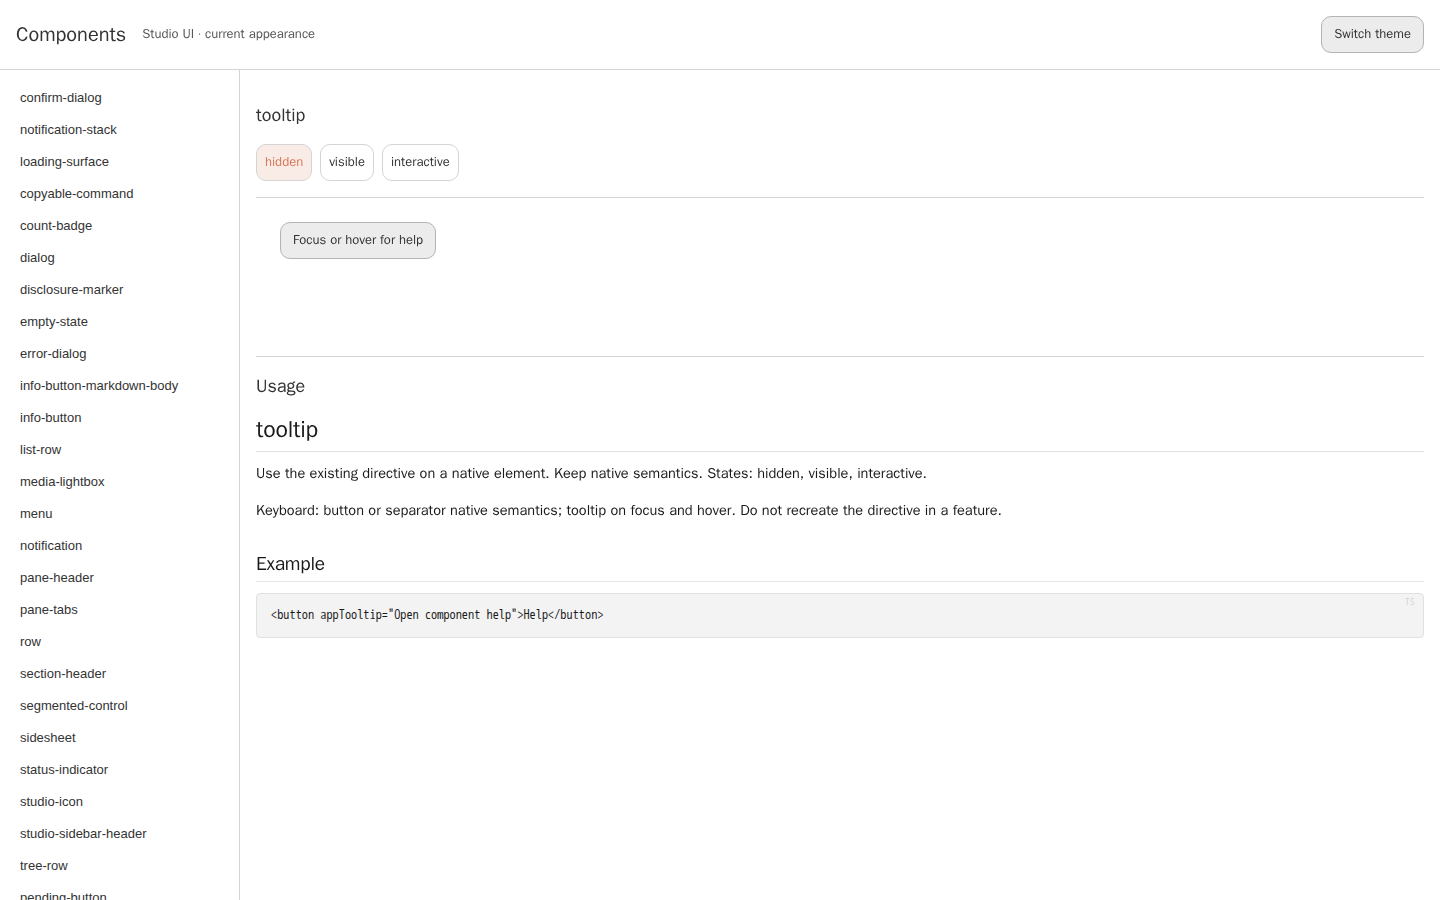 Components
Studio UI · current appearance
Switch theme
confirm-dialog
notification-stack
loading-surface
copyable-command
count-badge
dialog
disclosure-marker
empty-state
error-dialog
info-button-markdown-body
info-button
list-row
media-lightbox
menu
notification
pane-header
pane-tabs
row
section-header
segmented-control
sidesheet
status-indicator
studio-icon
studio-sidebar-header
tree-row
pending-button
tooltip
hidden
visible
interactive
Focus or hover for help
Usage
tooltip
Use the existing directive on a native element. Keep native semantics. States: hidden, visible, interactive.
Keyboard: button or separator native semantics; tooltip on focus and hover. Do not recreate the directive in a feature.
Example
TS
<button appTooltip="Open component help">Help</button>